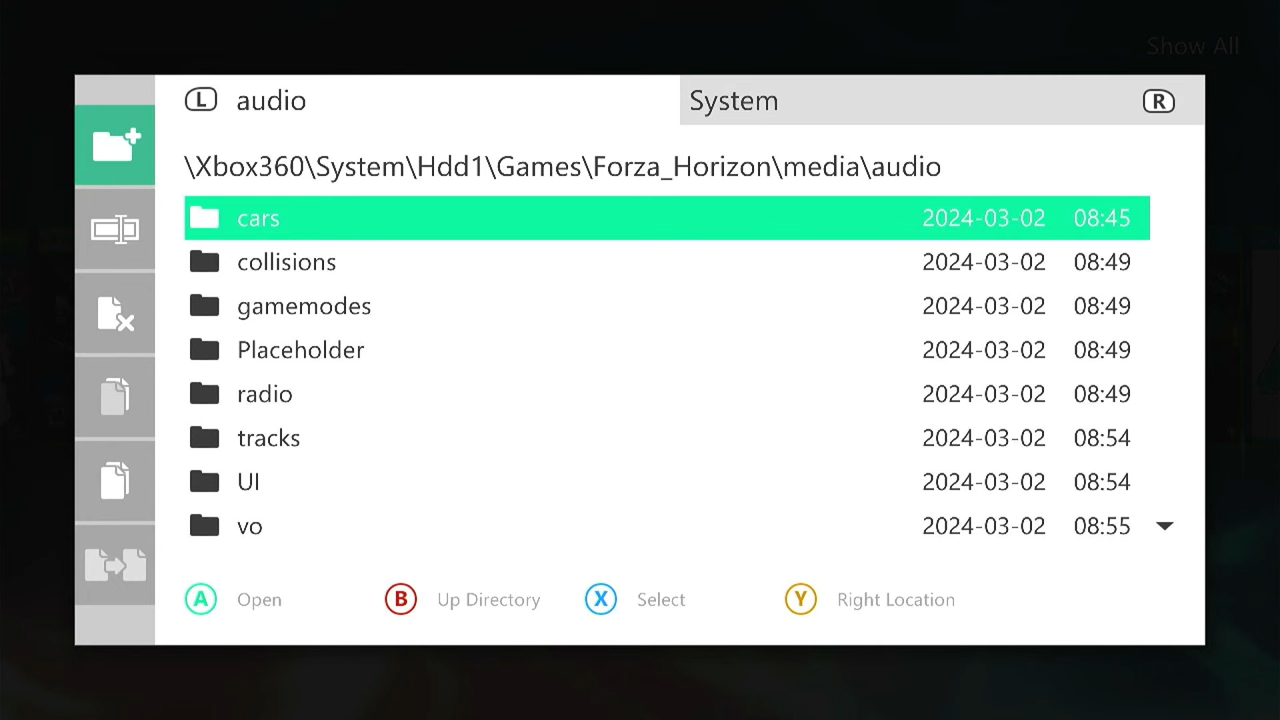 Show All
L audio System R
\Xbox360\System\Hdd1\Games\Forza_Horizon\media\audio
cars 2024-03-02 08:45
collisions 2024-03-02 08:49
gamemodes 2024-03-02 08:49
Placeholder 2024-03-02 08:49
radio 2024-03-02 08:49
tracks 2024-03-02 08:54
UI 2024-03-02 08:54
vo 2024-03-02 08:55
A Open B Up Directory X Select Y Right Location